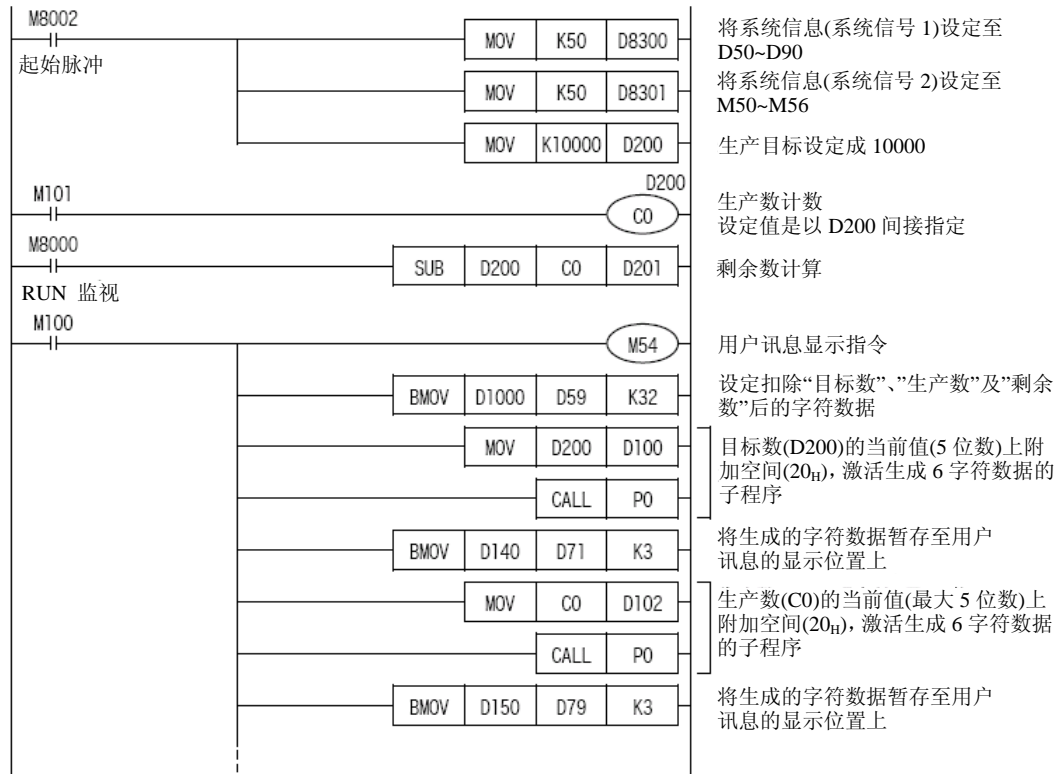 M8002
起始脉冲
MOV K50 D8300
将系统信息(系统信号 1)设定至
D50~D90
MOV K50 D8301
将系统信息(系统信号 2)设定至
M50~M56
MOV K10000 D200
生产目标设定成 10000
M101
D200
C0
生产数计数
设定值是以 D200 间接指定
M8000
RUN 监视
SUB D200 C0 D201
剩余数计算
M100
M54
用户讯息显示指令
BMOV D1000 D59 K32
设定扣除“目标数”、”生产数”及”剩余
数”后的字符数据
MOV D200 D100
CALL P0
目标数(D200)的当前值(5 位数)上附
加空间(20H),激活生成 6 字符数据的
子程序
BMOV D140 D71 K3
将生成的字符数据暂存至用户
讯息的显示位置上
MOV C0 D102
CALL P0
生产数(C0)的当前值(最大 5 位数)上
附加空间(20H),激活生成 6 字符数据
的子程序
BMOV D150 D79 K3
将生成的字符数据暂存至用户
讯息的显示位置上